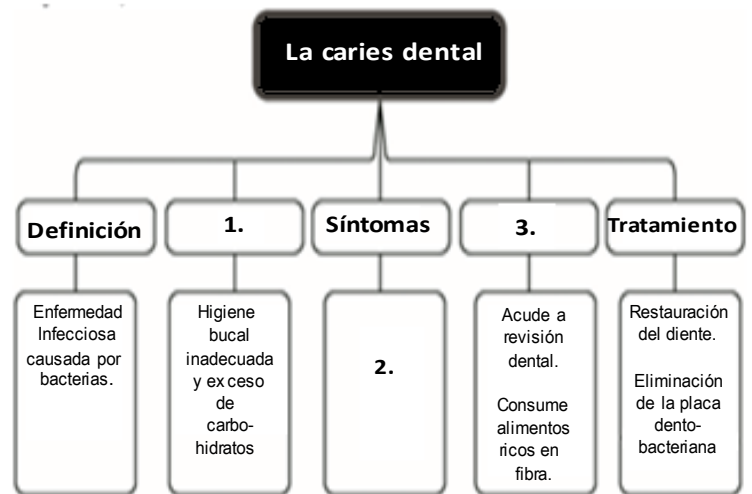 La caries dental
Definición
1.
Síntomas
3.
Tratamiento
Enfermedad
Infecciosa
causada por
bacterias.
Higiene
bucal
inadecuada
y exceso
de
carbo-
hidratos
2.
Acude a
revisión
dental.
Consume
alimentos
ricos en
fibra.
Restauración
del diente.
Eliminación
de la placa
dento-
bacteriana